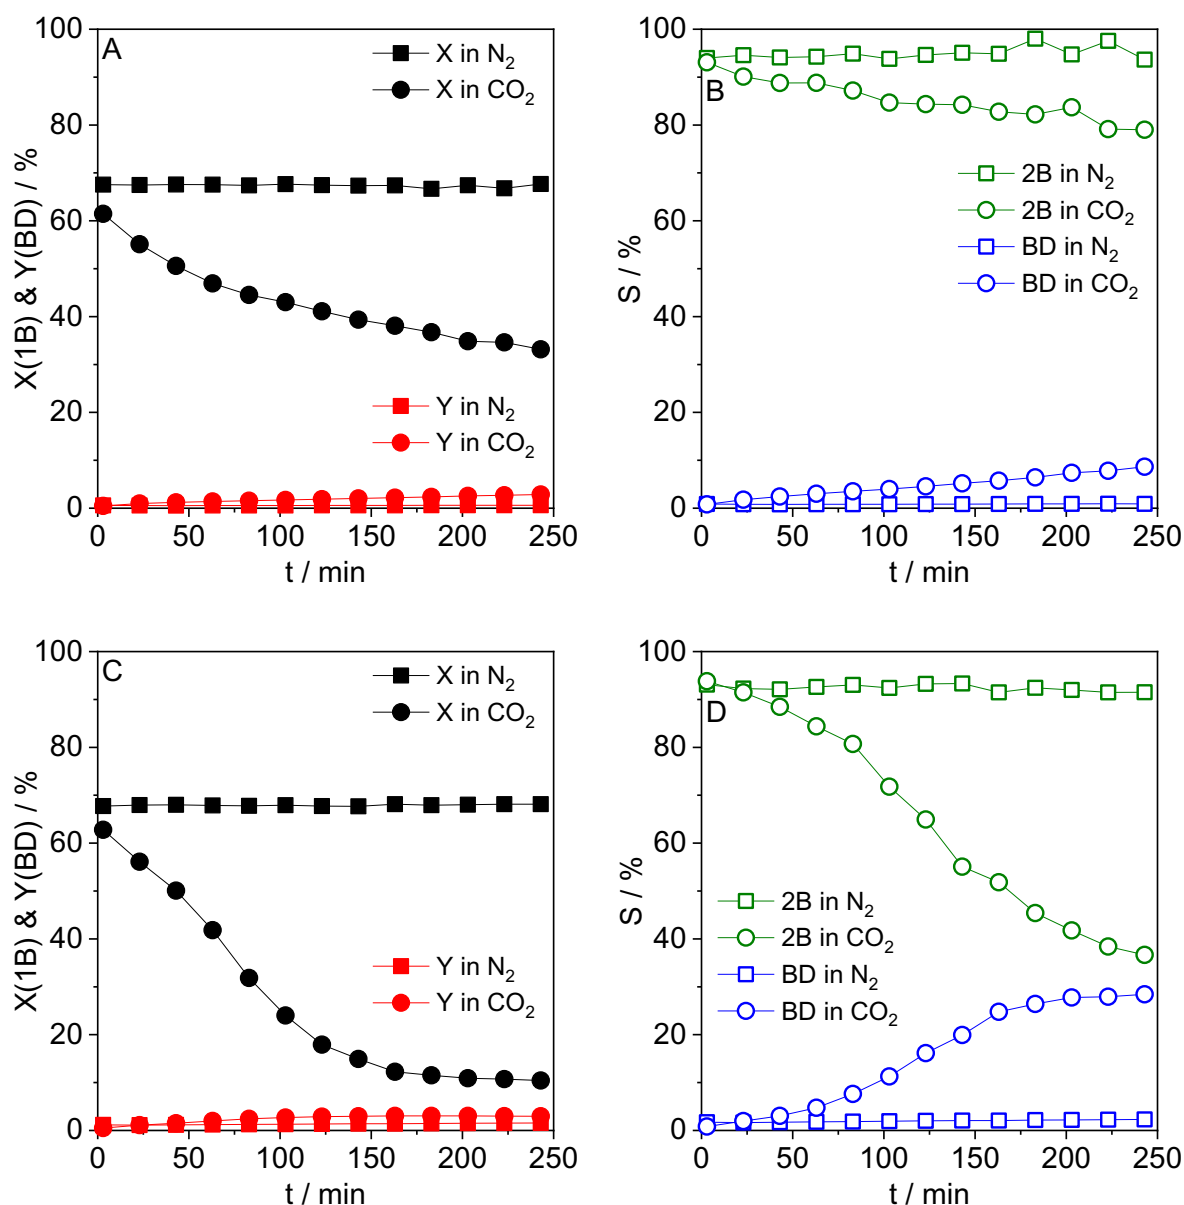 A
X in N₂
X in CO₂
Y in N₂
Y in CO₂
X(1B) & Y(BD) / %
100
80
60
40
20
0
0 50 100 150 200 250
t / min
B
2B in N₂
2B in CO₂
BD in N₂
BD in CO₂
S / %
100
80
60
40
20
0
0 50 100 150 200 250
t / min
C
X in N₂
X in CO₂
Y in N₂
Y in CO₂
X(1B) & Y(BD) / %
100
80
60
40
20
0
0 50 100 150 200 250
t / min
D
2B in N₂
2B in CO₂
BD in N₂
BD in CO₂
S / %
100
80
60
40
20
0
0 50 100 150 200 250
t / min